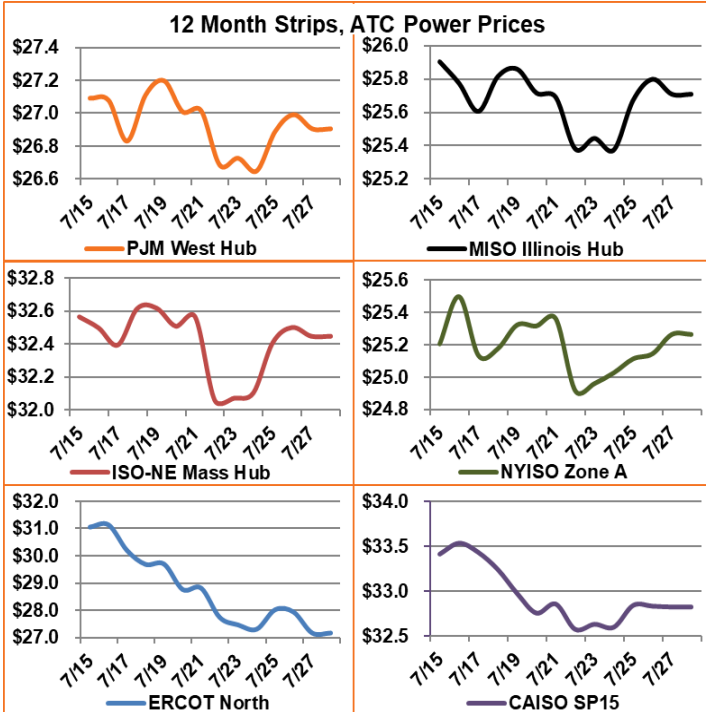 12 Month Strips, ATC Power Prices
$27.4
$27.2
$27.0
$26.8
$26.6
7/15 7/17 7/19 7/21 7/23 7/25 7/27
PJM West Hub
$26.0
$25.8
$25.6
$25.4
$25.2
7/15 7/17 7/19 7/21 7/23 7/25 7/27
MISO Illinois Hub
$32.8
$32.6
$32.4
$32.2
$32.0
7/15 7/17 7/19 7/21 7/23 7/25 7/27
ISO-NE Mass Hub
$25.6
$25.4
$25.2
$25.0
$24.8
7/15 7/17 7/19 7/21 7/23 7/25 7/27
NYISO Zone A
$32.0
$31.0
$30.0
$29.0
$28.0
$27.0
7/15 7/17 7/19 7/21 7/23 7/25 7/27
ERCOT North
$34.0
$33.5
$33.0
$32.5
7/15 7/17 7/19 7/21 7/23 7/25 7/27
CAISO SP15